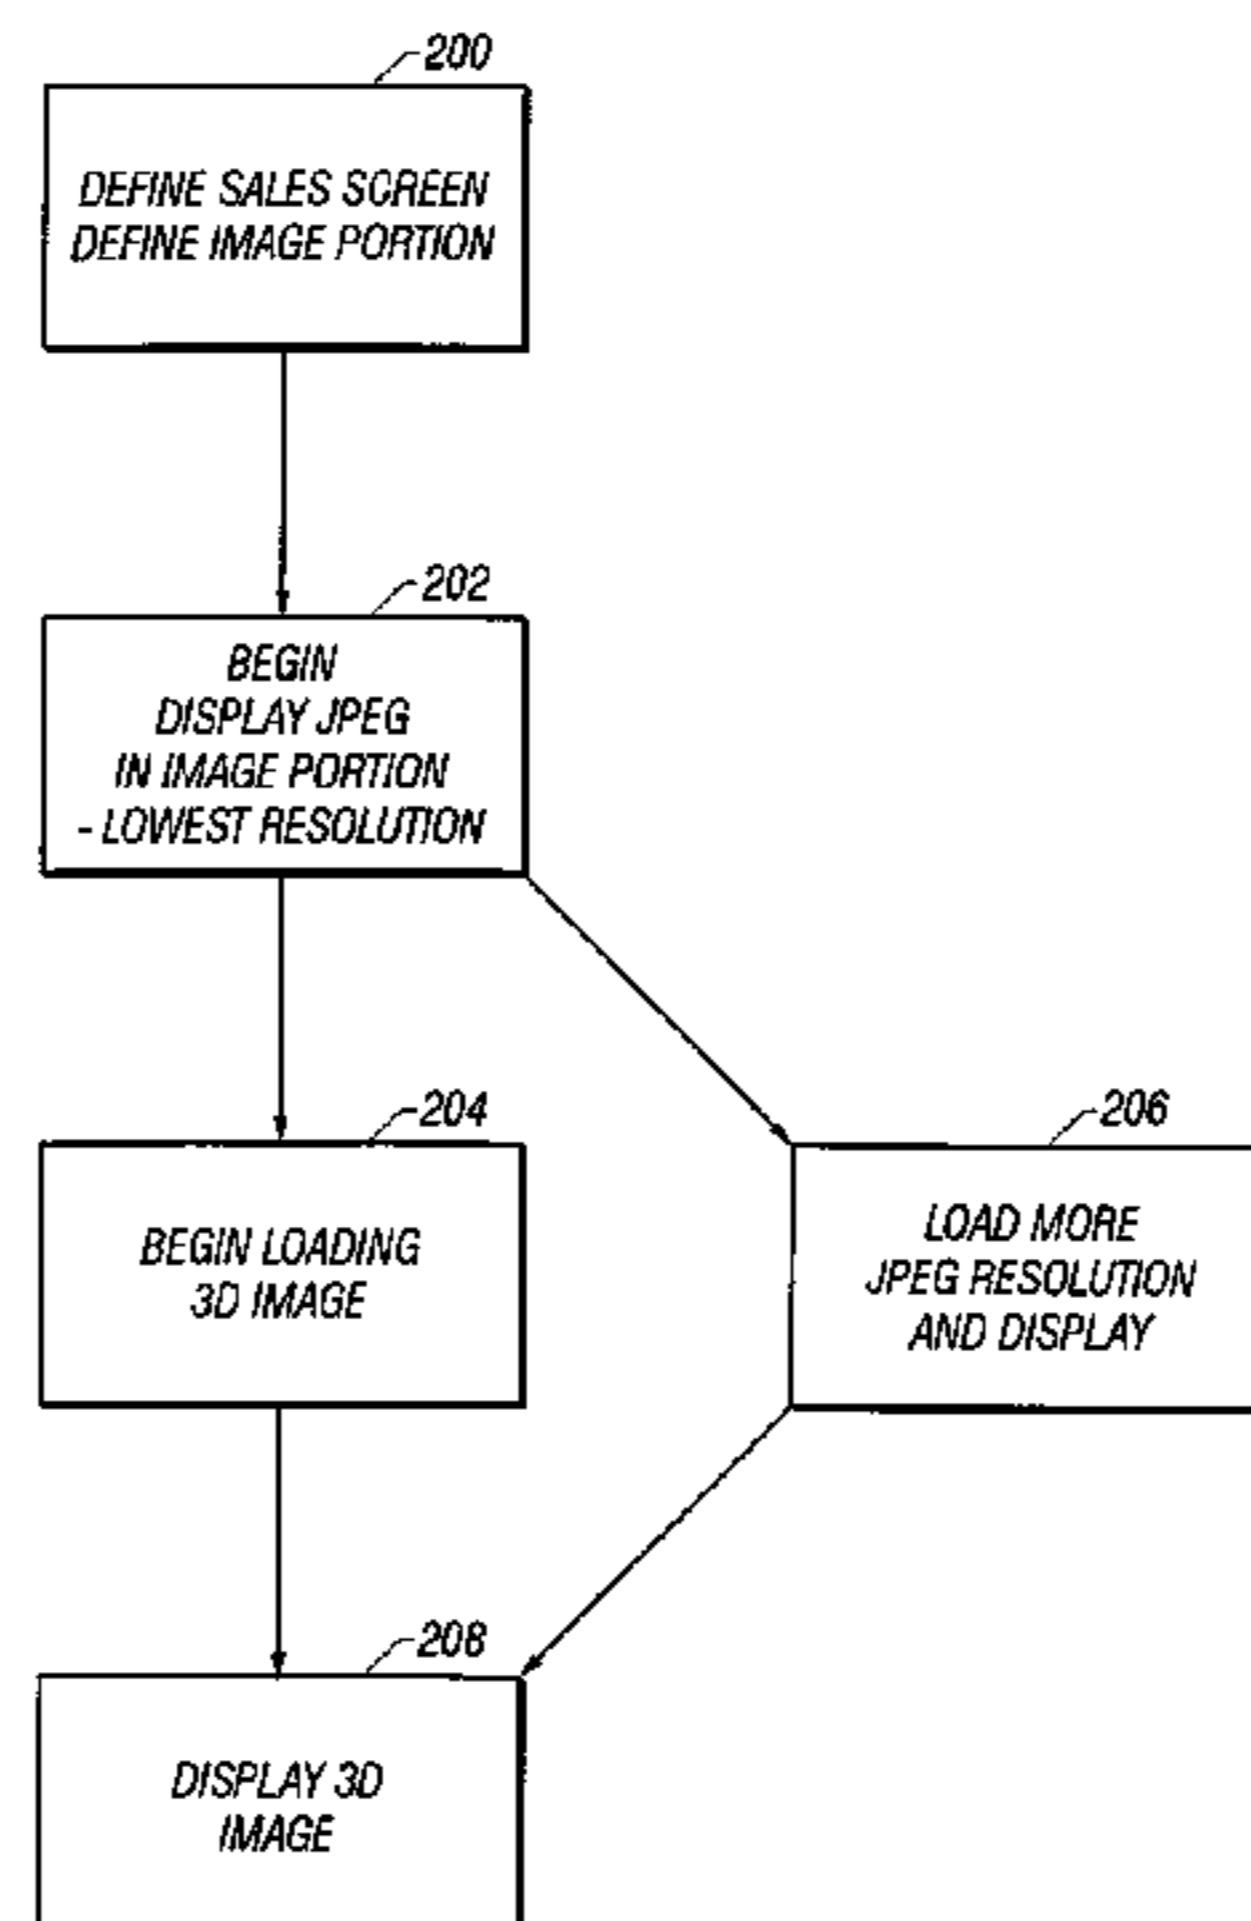 200
DEFINE SALES SCREEN
DEFINE IMAGE PORTION
202
BEGIN
DISPLAY JPEG
IN IMAGE PORTION
- LOWEST RESOLUTION
204
BEGIN LOADING
3D IMAGE
206
LOAD MORE
JPEG RESOLUTION
AND DISPLAY
208
DISPLAY 3D
IMAGE